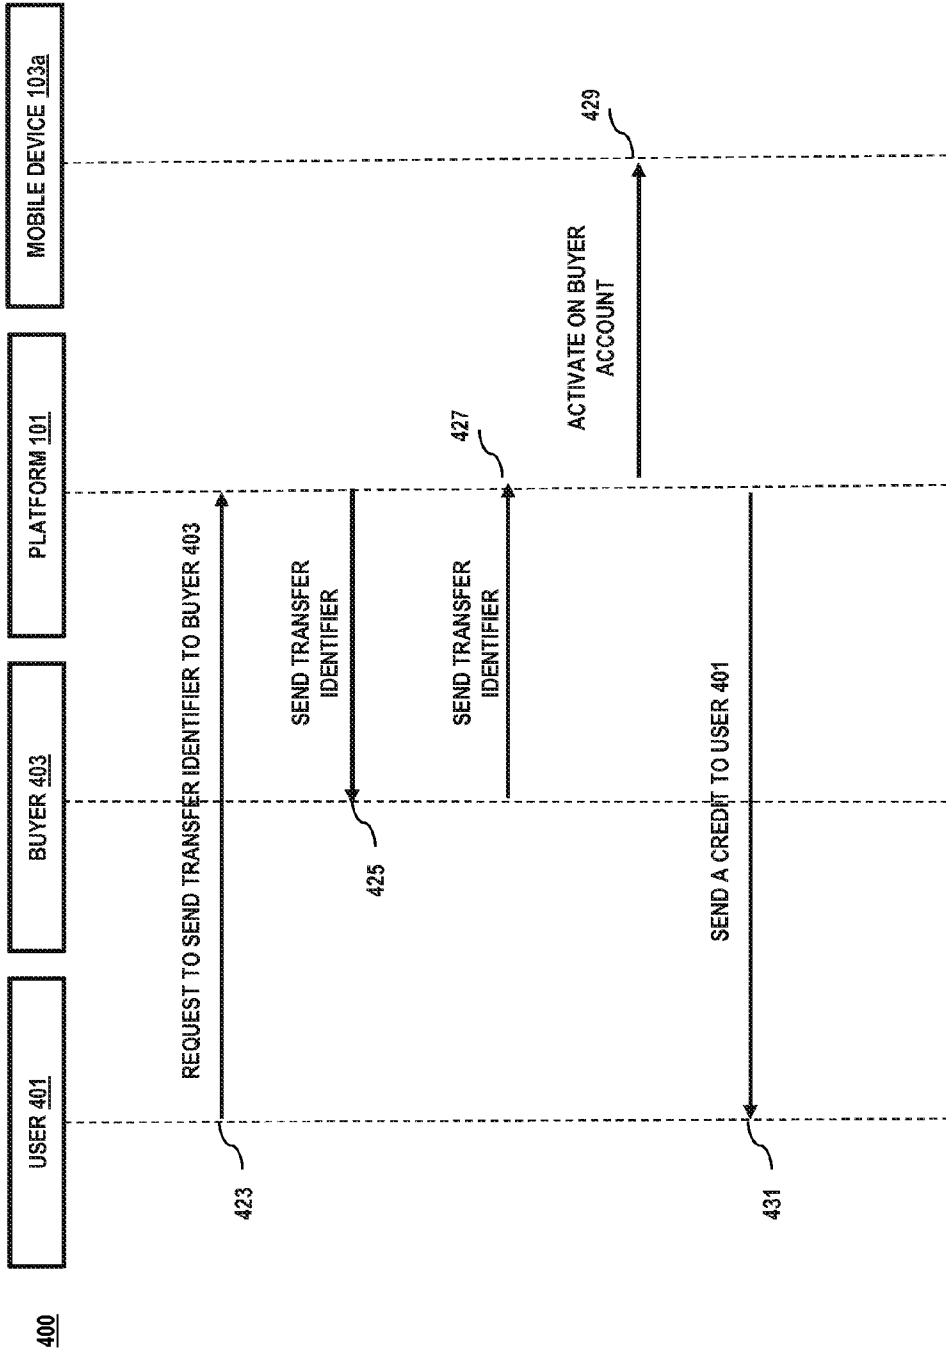 400
USER 401
BUYER 403
PLATFORM 101
MOBILE DEVICE 103a
REQUEST TO SEND TRANSFER IDENTIFIER TO BUYER 403
423
SEND TRANSFER
IDENTIFIER
425
SEND TRANSFER
IDENTIFIER
427
ACTIVATE ON BUYER
ACCOUNT
429
SEND A CREDIT TO USER 401
431